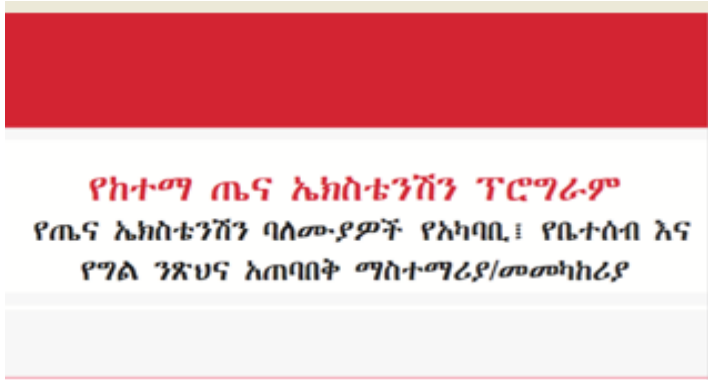 የከተማ ጤና ኤክስቴንሽን ፕሮግራም
የጤና ኤክስቴንሽን ባለሙያዎች የአካባቢ፤ የቤተሰብ እና
የግል ንጽህና አጠባበቅ ማስተማሪያ/መመካከሪያ